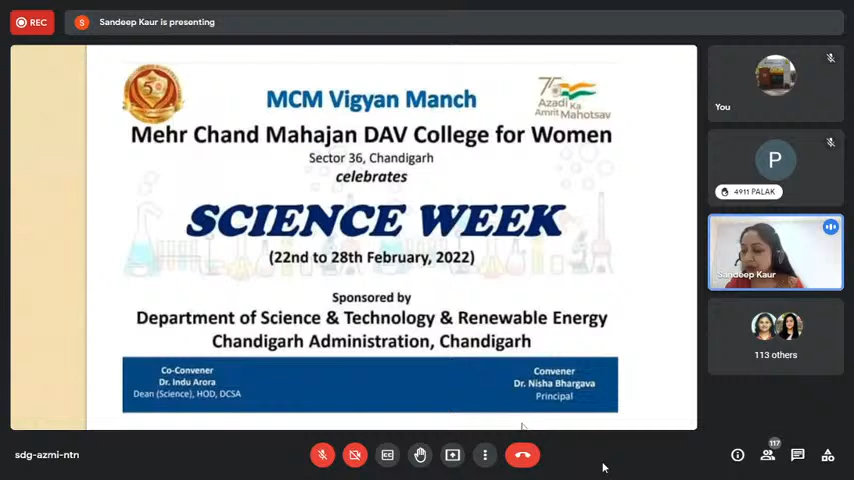 REC
S
Sandeep Kaur is presenting
50
75
Azadi
Ka
Amrit Mahotsav
MCM Vigyan Manch
Mehr Chand Mahajan DAV College for Women
Sector 36, Chandigarh
celebrates
SCIENCE WEEK
(22nd to 28th February, 2022)
Sponsored by
Department of Science & Technology & Renewable Energy
Chandigarh Administration, Chandigarh
Co-Convener
Dr. Indu Arora
Dean (Science), HOD, DCSA
Convener
Dr. Nisha Bhargava
Principal
You
P
4911 PALAK
Sandeep Kaur
113 others
sdg-azmi-ntn
CC
117